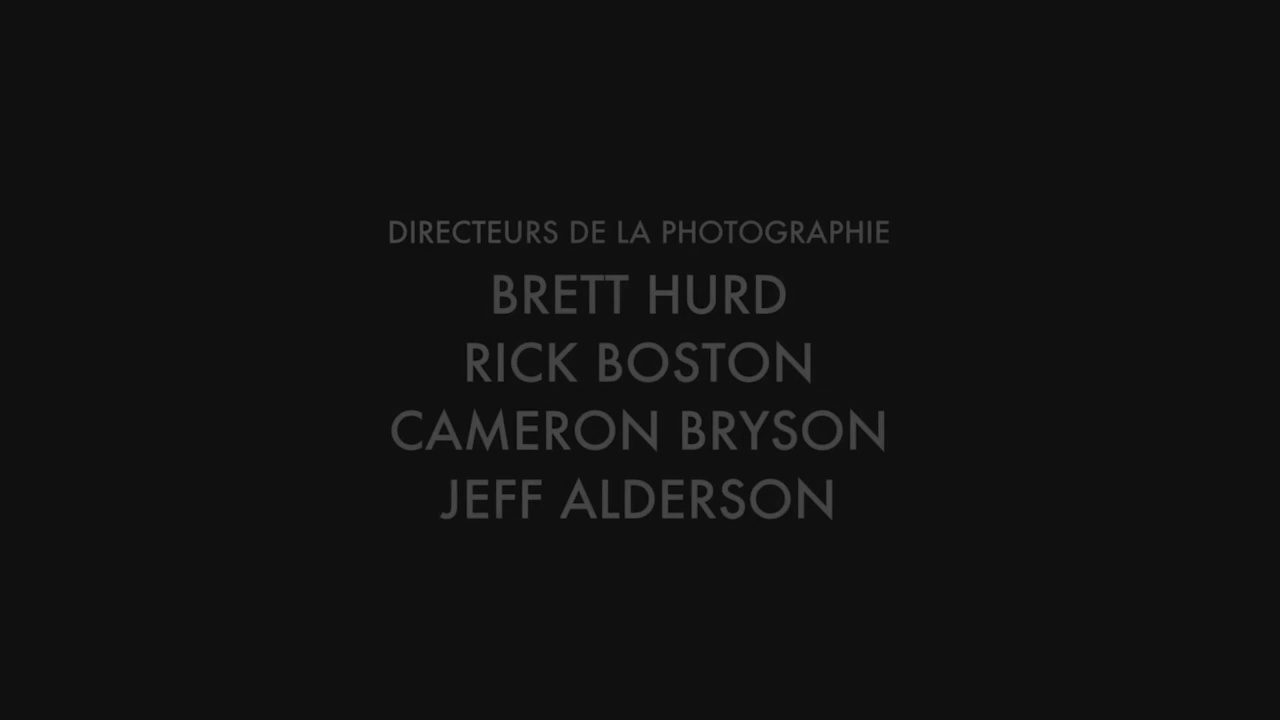 DIRECTEURS DE LA PHOTOGRAPHIE
BRETT HURD
RICK BOSTON
CAMERON BRYSON
JEFF ALDERSON